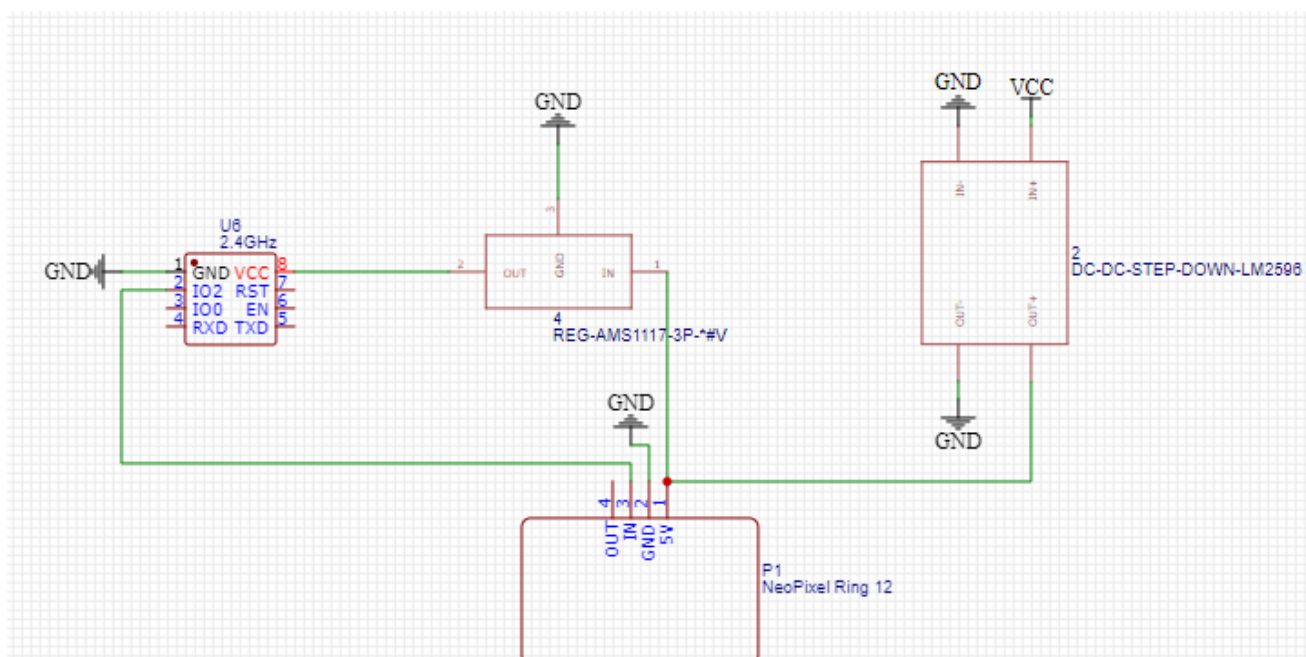 GND
VCC
IN-
IN+
2
DC-DC-STEP-DOWN-LM2596
OUT-
OUT+
GND
GND
3
GND
2
OUT
IN
1
4
REG-AMS1117-3P-*#V
U6
2.4GHz
GND
1
GND
VCC
8
2
IO2
RST
7
3
IO0
EN
6
4
RXD
TXD
5
GND
4
3
2
1
OUT
IN
GND
5V
P1
NeoPixel Ring 12